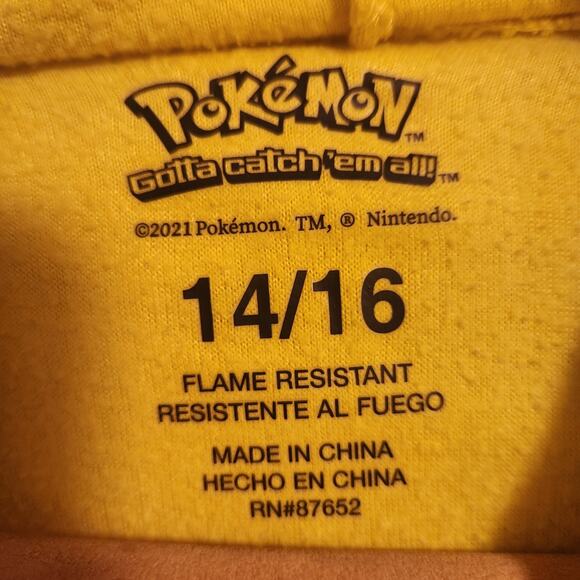 POKéMON™
Gotta catch 'em all!™
©2021 Pokémon. TM, ® Nintendo.
14/16
FLAME RESISTANT
RESISTENTE AL FUEGO
MADE IN CHINA
HECHO EN CHINA
RN#87652